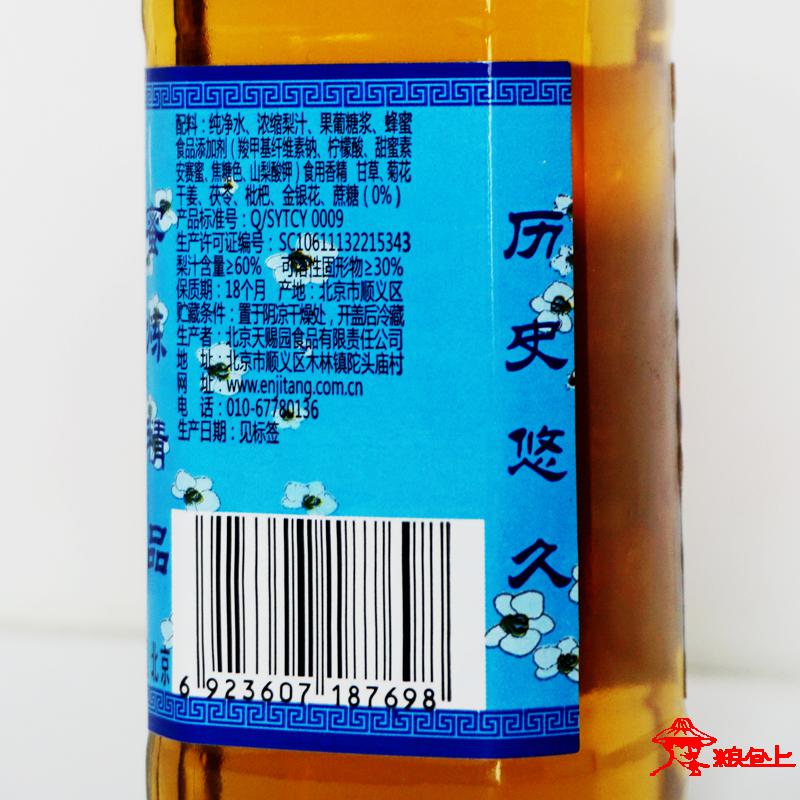 配料：纯净水、浓缩梨汁、果葡糖浆、蜂蜜
食品添加剂（羧甲基纤维素钠、柠檬酸、甜蜜素
安赛蜜、焦糖色、山梨酸钾）食用香精 甘草、菊花
干姜、茯苓、枇杷、金银花、蔗糖（0%）
产品标准号：Q/SYTCY 0009
生产许可证编号：SC10611132215343
梨汁含量≥60% 可溶性固形物≥30%
保质期：18个月 产地：北京市顺义区
贮藏条件：置于阴凉干燥处，开盖后冷藏
生产者：北京天赐园食品有限责任公司
地 址：北京市顺义区木林镇陀头庙村
网 址：www.enjitang.com.cn
电 话：010-67780136
生产日期：见标签
6 923607 187698
历史悠久
炼精品
北京
粮仓上